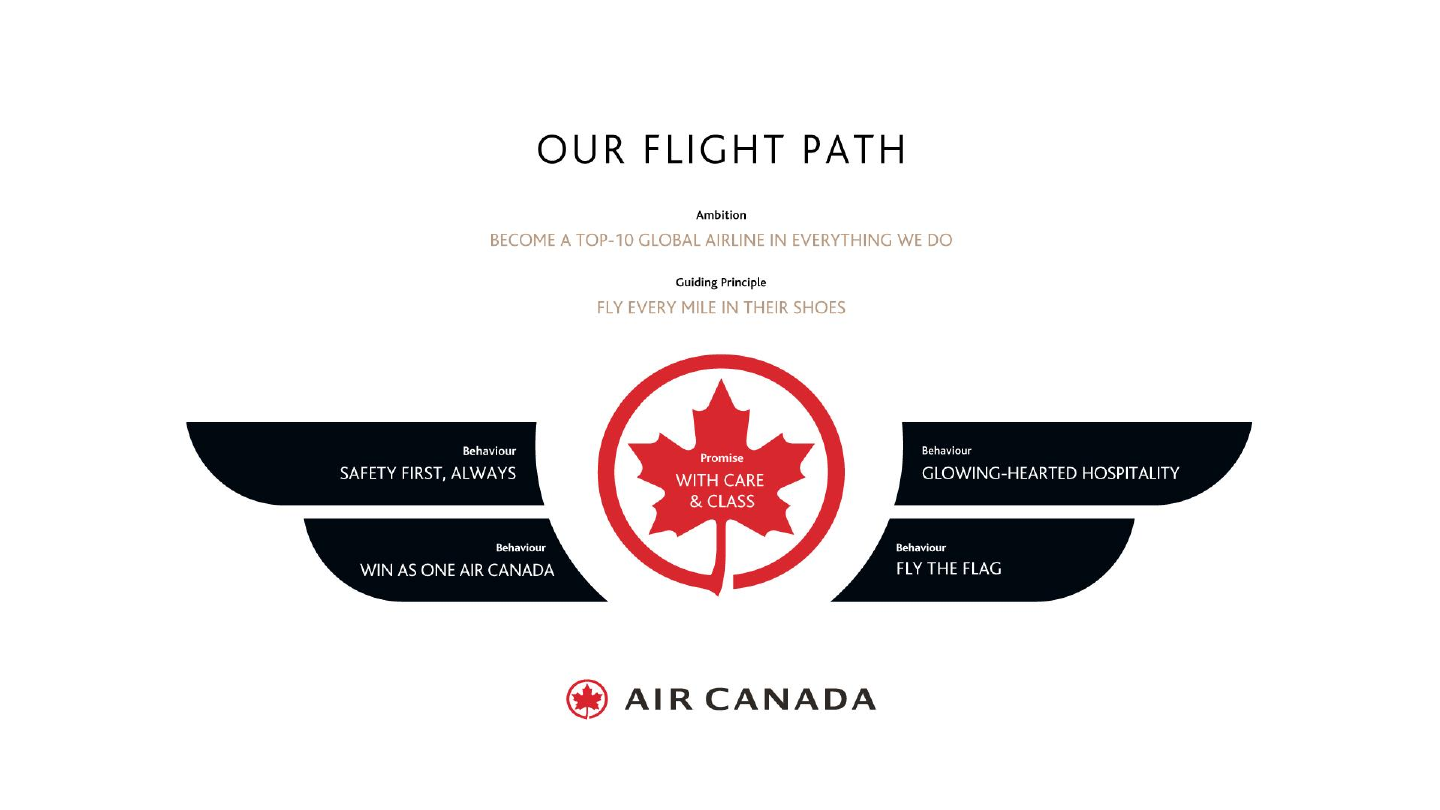 OUR FLIGHT PATH
Ambition
BECOME A TOP-10 GLOBAL AIRLINE IN EVERYTHING WE DO
Guiding Principle
FLY EVERY MILE IN THEIR SHOES
Behaviour
SAFETY FIRST, ALWAYS
Behaviour
WIN AS ONE AIR CANADA
Promise
WITH CARE
& CLASS
Behaviour
GLOWING-HEARTED HOSPITALITY
Behaviour
FLY THE FLAG
AIR CANADA